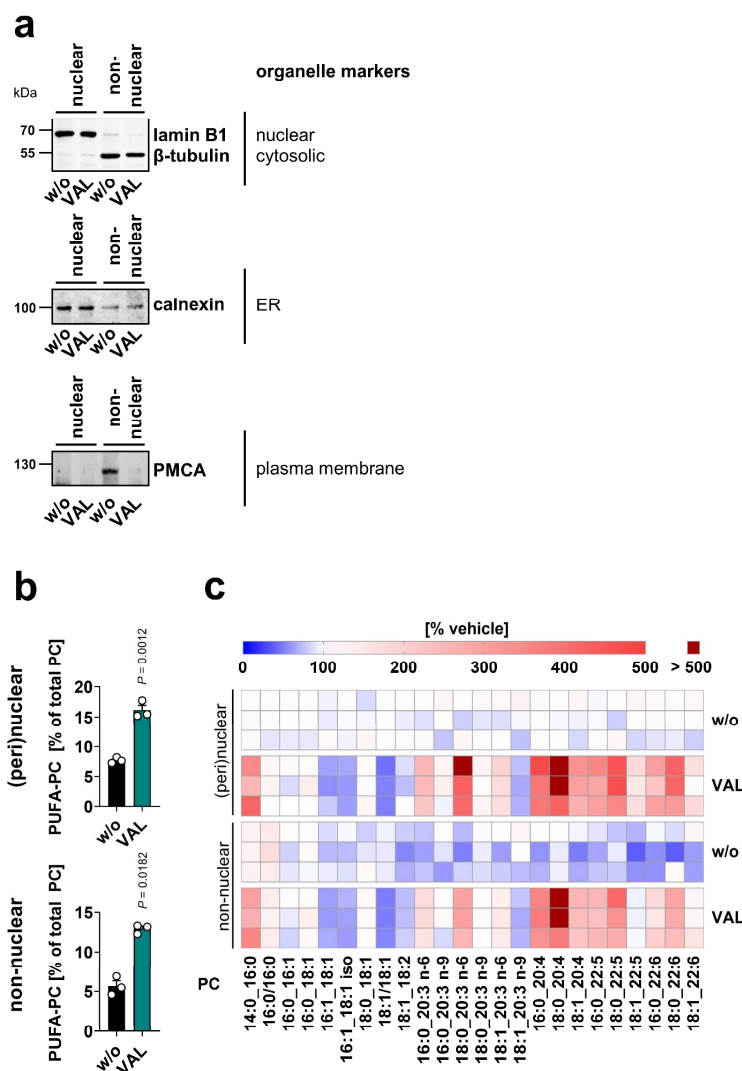 a
nuclear
non-
nuclear
organelle markers
kDa
70
55
lamin B1
β-tubulin
nuclear
cytosolic
w/o
VAL
w/o
VAL
nuclear
non-
nuclear
100
calnexin
ER
w/o
VAL
w/o
VAL
nuclear
non-
nuclear
130
PMCA
plasma membrane
w/o
VAL
w/o
VAL
b
(peri)nuclear
PUFA-PC [% of total PC]
20
15
10
5
0
P = 0.0012
w/o
VAL
non-nuclear
PUFA-PC [% of total PC]
15
10
5
0
P = 0.0182
w/o
VAL
c
[% vehicle]
0 100 200 300 400 500 > 500
(peri)nuclear
w/o
VAL
non-nuclear
w/o
VAL
PC
14:0_16:0
16:0/16:0
16:0_16:1
16:0_18:1
16:1_18:1
16:1_18:1 iso
18:0_18:1
18:1/18:1
18:1_18:2
16:0_20:3 n-6
16:0_20:3 n-9
18:0_20:3 n-6
18:0_20:3 n-9
18:1_20:3 n-6
18:1_20:3 n-9
16:0_20:4
18:0_20:4
18:1_20:4
16:0_22:5
18:0_22:5
18:1_22:5
16:0_22:6
18:0_22:6
18:1_22:6